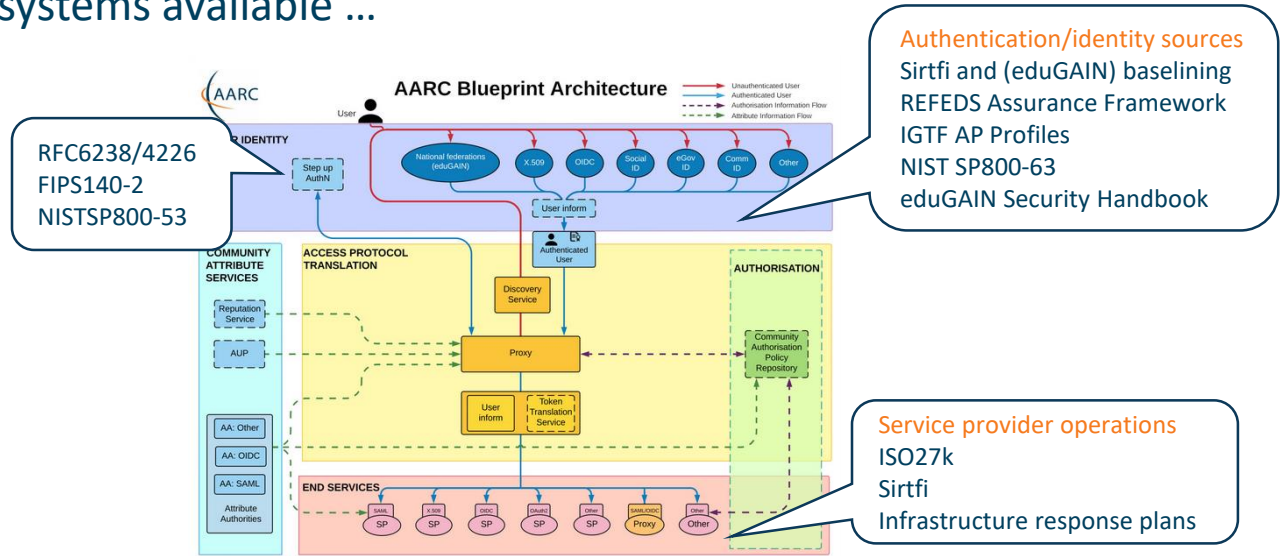 systems available …
AARC
AARC Blueprint Architecture
Unauthenticated User
Authenticated User
Authorisation Information Flow
Attribute Information Flow
User
Authentication/identity sources
Sirtfi and (eduGAIN) baselining
REFEDS Assurance Framework
IGTF AP Profiles
NIST SP800-63
eduGAIN Security Handbook
RFC6238/4226
FIPS140-2
NISTSP800-53
IDENTITY
Step up
AuthN
National federations
(eduGAIN)
X.509
OIDC
Social
ID
eGov
ID
Comm
ID
Other
User inform
Authenticated
User
COMMUNITY
ATTRIBUTE
SERVICES
ACCESS PROTOCOL
TRANSLATION
AUTHORISATION
Discovery
Service
Reputation
Service
AUP
Proxy
Community
Authorisation
Policy
Repository
User
inform
Token
Translation
Service
AA: Other
AA: OIDC
AA: SAML
Attribute
Authorities
END SERVICES
SAML
SP
X.509
SP
OIDC
SP
OAuth2
SP
Other
SP
SAML/OIDC
Proxy
Other
Other
Service provider operations
ISO27k
Sirtfi
Infrastructure response plans